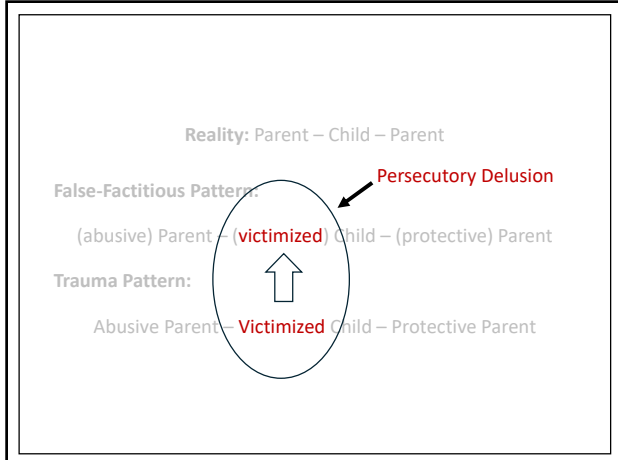 Reality: Parent – Child – Parent
Persecutory Delusion
False-Factitious Pattern:
(abusive) Parent – (victimized) Child – (protective) Parent
Trauma Pattern:
Abusive Parent – Victimized Child – Protective Parent